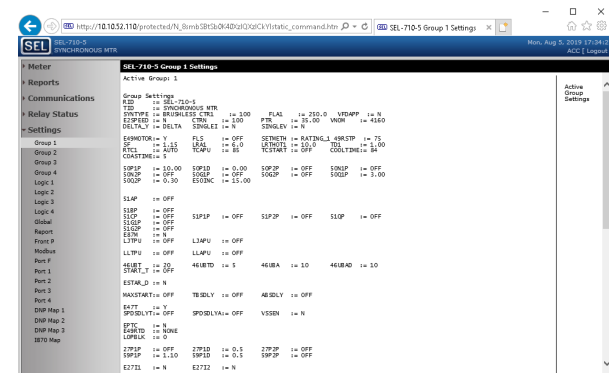 http://10.10.52.110/protected/N_8imbSBtSb0K40XzIQXzICkYI
SEL-710-5 Group 1 Settings
SEL SEL-710-5
SYNCHRONOUS MTR
Mon, Aug 5, 2019 17:34:2
ACC [ Logout
Meter
Reports
Communications
Relay Status
Settings
Group 1
Group 2
Group 3
Group 4
Logic 1
Logic 2
Logic 3
Logic 4
Global
Report
Front P
Modbus
Port F
Port 1
Port 2
Port 3
Port 4
DNP Map 1
DNP Map 2
DNP Map 3
I870 Map
SEL-710-5 Group 1 Settings
Active Group: 1
Group Settings
RID := SEL-710-5
TID := SYNCHRONOUS MTR
SYNTYPE := BRUSHLESS CTR1 := 100 FLA1 := 250.0 VFDAPP := N
E2SPEED := N CTRN := 100 PTR := 35.00 VNOM := 4160
DELTA_Y := DELTA SINGLEI := N SINGLEV := N
E49MOTOR:= Y FLS := OFF SETMETH := RATING_1 49RSTP := 75
SF := 1.15 LRA1 := 6.0 LRTHOT1 := 10.0 TD1 := 1.00
RTC1 := AUTO TCAPU := 85 TCSTART := OFF COOLTIME:= 84
COASTIME:= 5
50P1P := 10.00 50P1D := 0.00 50P2P := OFF 50N1P := OFF
50N2P := OFF 50G1P := OFF 50G2P := OFF 50Q1P := 3.00
50Q2P := 0.30 E50INC := 15.00
51AP := OFF
51BP := OFF
51CP := OFF 51P1P := OFF 51P2P := OFF 51QP := OFF
51G1P := OFF
51G2P := OFF
E87M := N
LJTPU := OFF LJAPU := OFF
LLTPU := OFF LLAPU := OFF
46UBT := 20 46UBTD := 5 46UBA := 10 46UBAD := 10
START_T := OFF
ESTAR_D := N
MAXSTART:= OFF TBSDLY := OFF ABSDLY := OFF
E47T := Y
SPDSDLYT:= OFF SPDSDLYA:= OFF VSSEN := N
EPTC := N
E49RTD := NONE
LOPBLK := 0
27P1P := OFF 27P1D := 0.5 27P2P := OFF
59P1P := 1.10 59P1D := 0.5 59P2P := OFF
E27I1 := N E27I2 := N
Active
Group
Settings